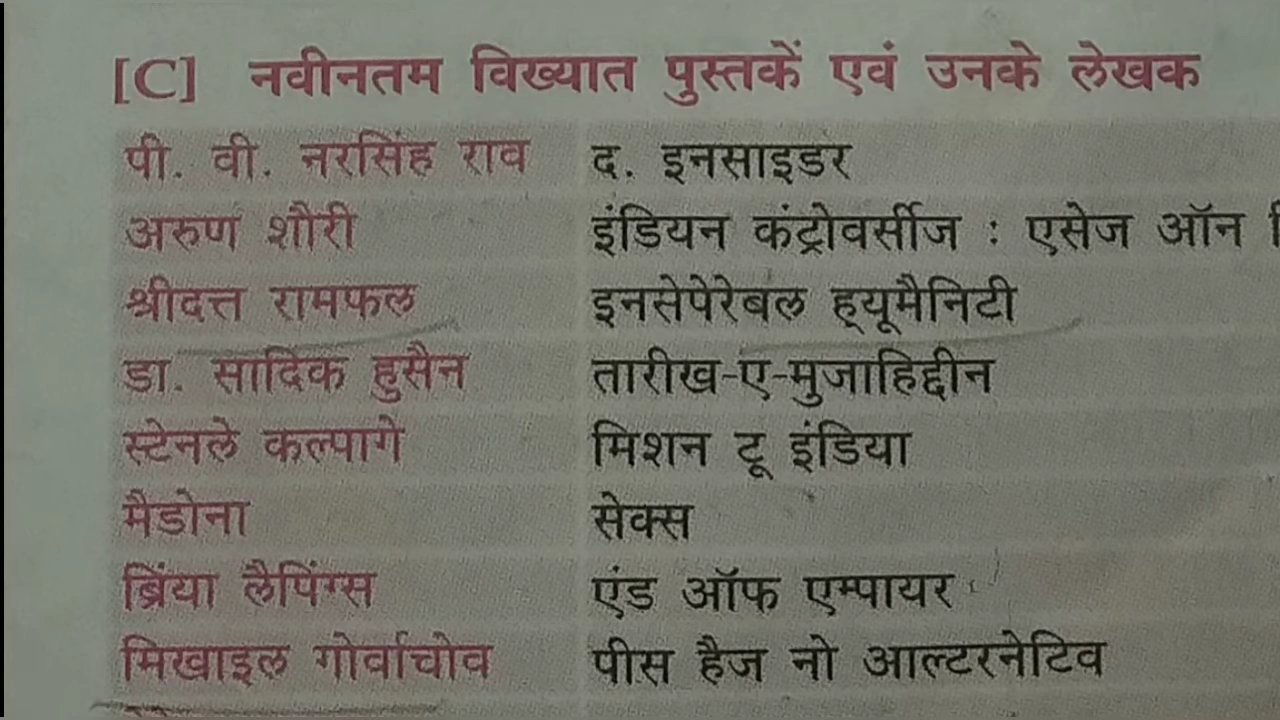 [C] नवीनतम विख्यात पुस्तकें एवं उनके लेखक
पी. वी. नरसिंह राव द. इनसाइडर
अरुण शौरी इंडियन कंट्रोवर्सीज : एसेज ऑन
श्रीदत्त रामफल इनसेपेरेबल ह्यूमैनिटी
डा. सादिक हुसैन तारीख-ए-मुजाहिद्दीन
स्टेनले कल्पागे मिशन टू इंडिया
मैडोना सेक्स
ब्रिंया लैपिंग्स एंड ऑफ एम्पायर
मिखाइल गोर्वाचोव पीस हैज नो आल्टरनेटिव